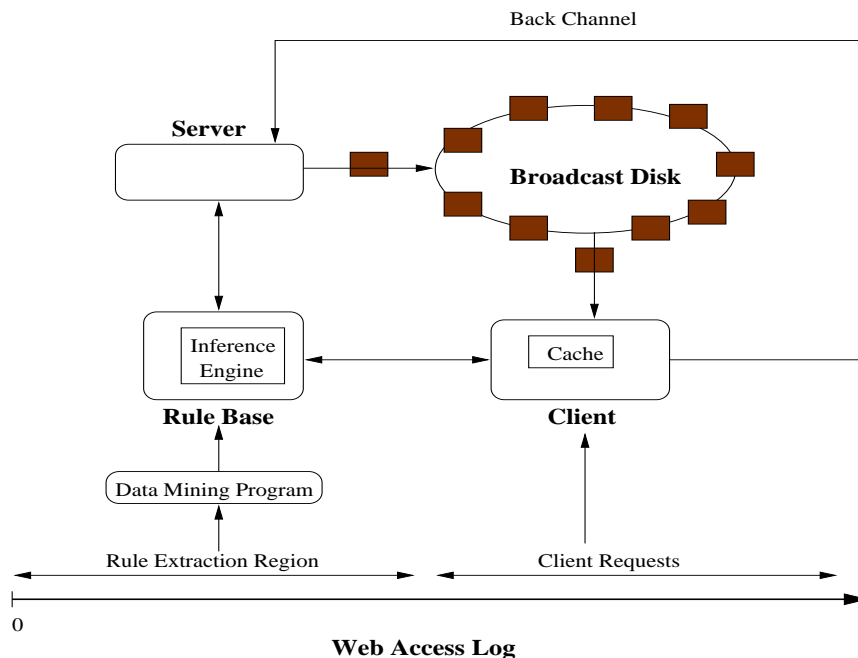 Back Channel
Server
Broadcast Disk
Inference
Engine
Cache
Rule Base
Client
Data Mining Program
Rule Extraction Region
Client Requests
0
Web Access Log